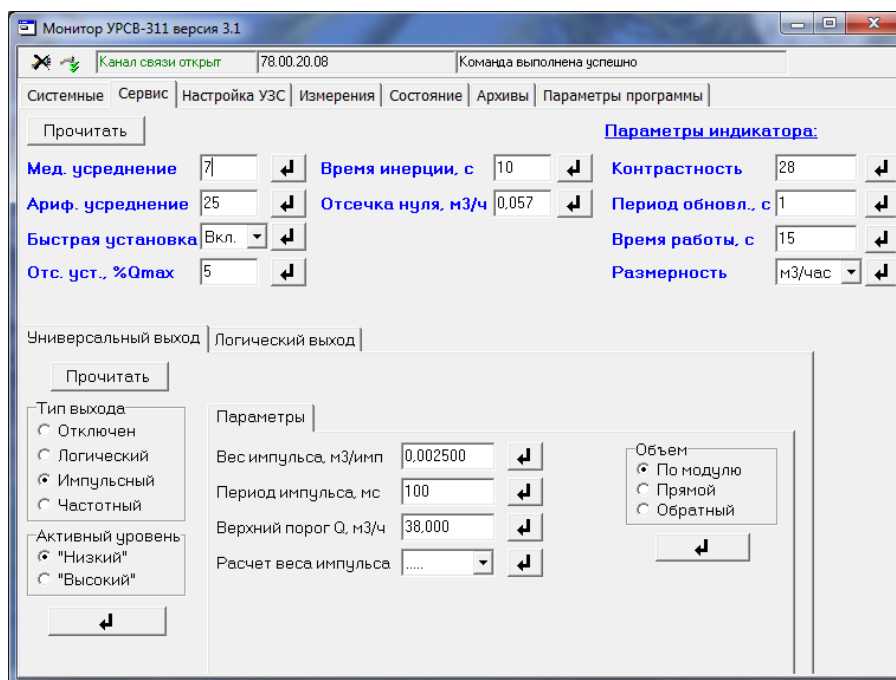 Монитор УРСВ-311 версия 3.1
Канал связи открыт 78.00.20.08 Команда выполнена успешно
Системные Сервис Настройка УЗС Измерения Состояние Архивы Параметры программы
Прочитать Параметры индикатора:
Мед. усреднение 7 Время инерции, с 10 Контрастность 28
Ариф. усреднение 25 Отсечка нуля, м3/ч 0,057 Период обновл., с 1
Быстрая установка Вкл. Время работы, с 15
Отс. уст., %Qmax 5 Размерность м3/час
Универсальный выход Логический выход
Прочитать
Тип выхода
Отключен
Логический
Импульсный
Частотный
Активный уровень
"Низкий"
"Высокий"
Параметры
Вес импульса, м3/имп 0,002500
Период импульса, мс 100
Верхний порог Q, м3/ч 38,000
Расчет веса импульса .....
Объем
По модулю
Прямой
Обратный